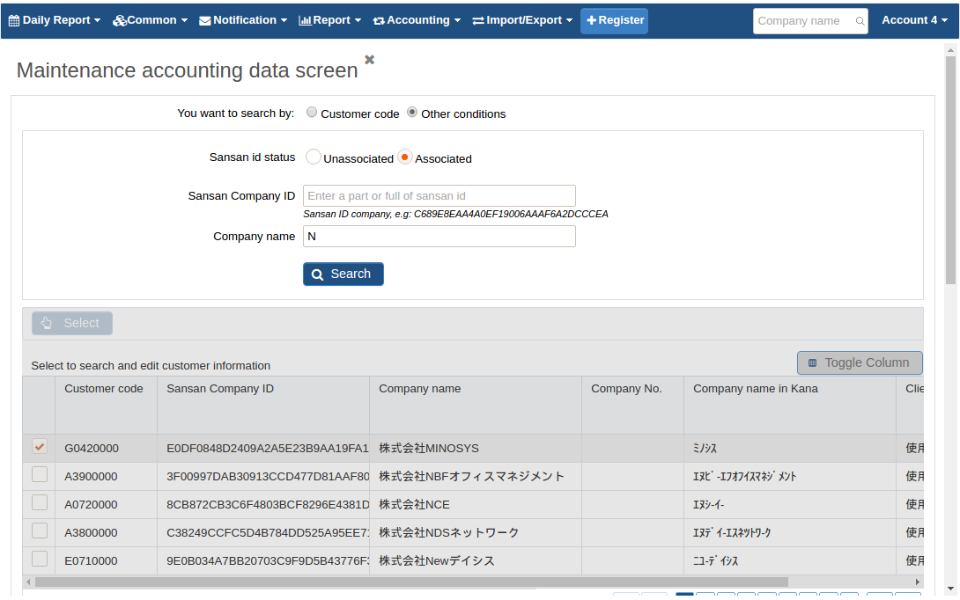 Daily Report Common Notification Report Accounting Import/Export Register Company name Account 4
Maintenance accounting data screen
You want to search by: Customer code Other conditions
Sansan id status Unassociated Associated
Sansan Company ID Enter a part or full of sansan id
Sansan ID company, e.g: C689E8EAA4A0EF19006AAAF6A2DCCCEA
Company name N
Search
Select
Select to search and edit customer information Toggle Column
Customer code Sansan Company ID Company name Company No. Company name in Kana Clie
G0420000 E0DF0848D2409A2A5E23B9AA19FA1 株式会社MINOSYS ﾐﾉｼｽ 使用
A3900000 3F00997DAB30913CCD477D81AAF80 株式会社NBFオフィスマネジメント ｴﾇﾋﾞ-ｴﾌｵﾌｲｽﾏﾈｼﾞﾒﾝﾄ 使用
A0720000 8CB872CB3C6F4803BCF8296E4381D 株式会社NCE ｴﾇｼ-ｲ- 使用
A3800000 C38249CCFC5D4B784DD525A95EE7 株式会社NDSネットワーク ｴﾇﾃﾞｲ-ｴｽﾈﾂﾄﾜ-ｸ 使用
E0710000 9E0B034A7BB20703C9F9D5B43776F 株式会社Newデイシス ﾆﾕ-ﾃﾞｲｼｽ 使用